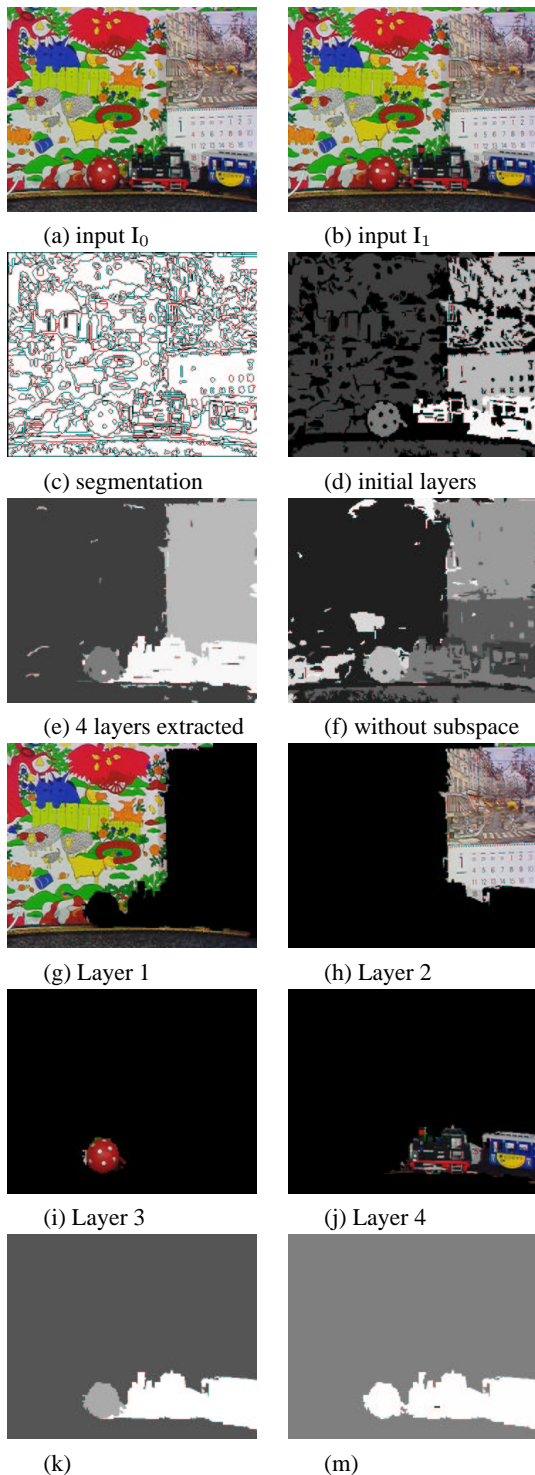 (a) input I₀
(b) input I₁
(c) segmentation
(d) initial layers
(e) 4 layers extracted
(f) without subspace
(g) Layer 1
(h) Layer 2
(i) Layer 3
(j) Layer 4
(k)
(m)